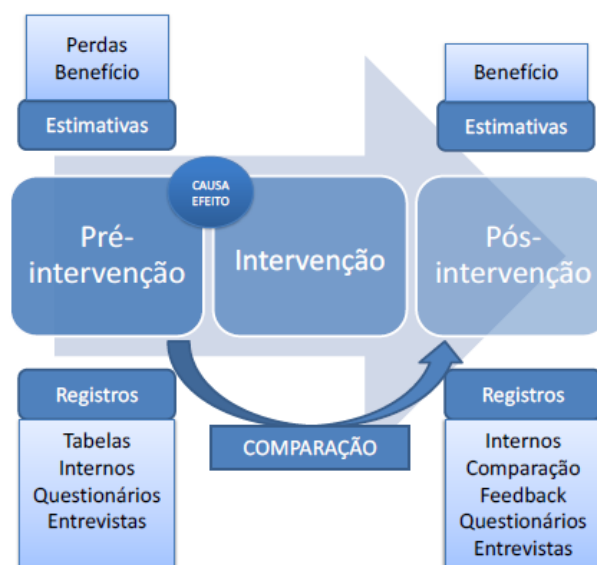 Perdas
Benefício
Estimativas
Benefício
Estimativas
CAUSA
EFEITO
Pré-
intervenção
Intervenção
Pós-
intervenção
Registros
Tabelas
Internos
Questionários
Entrevistas
COMPARAÇÃO
Registros
Internos
Comparação
Feedback
Questionários
Entrevistas